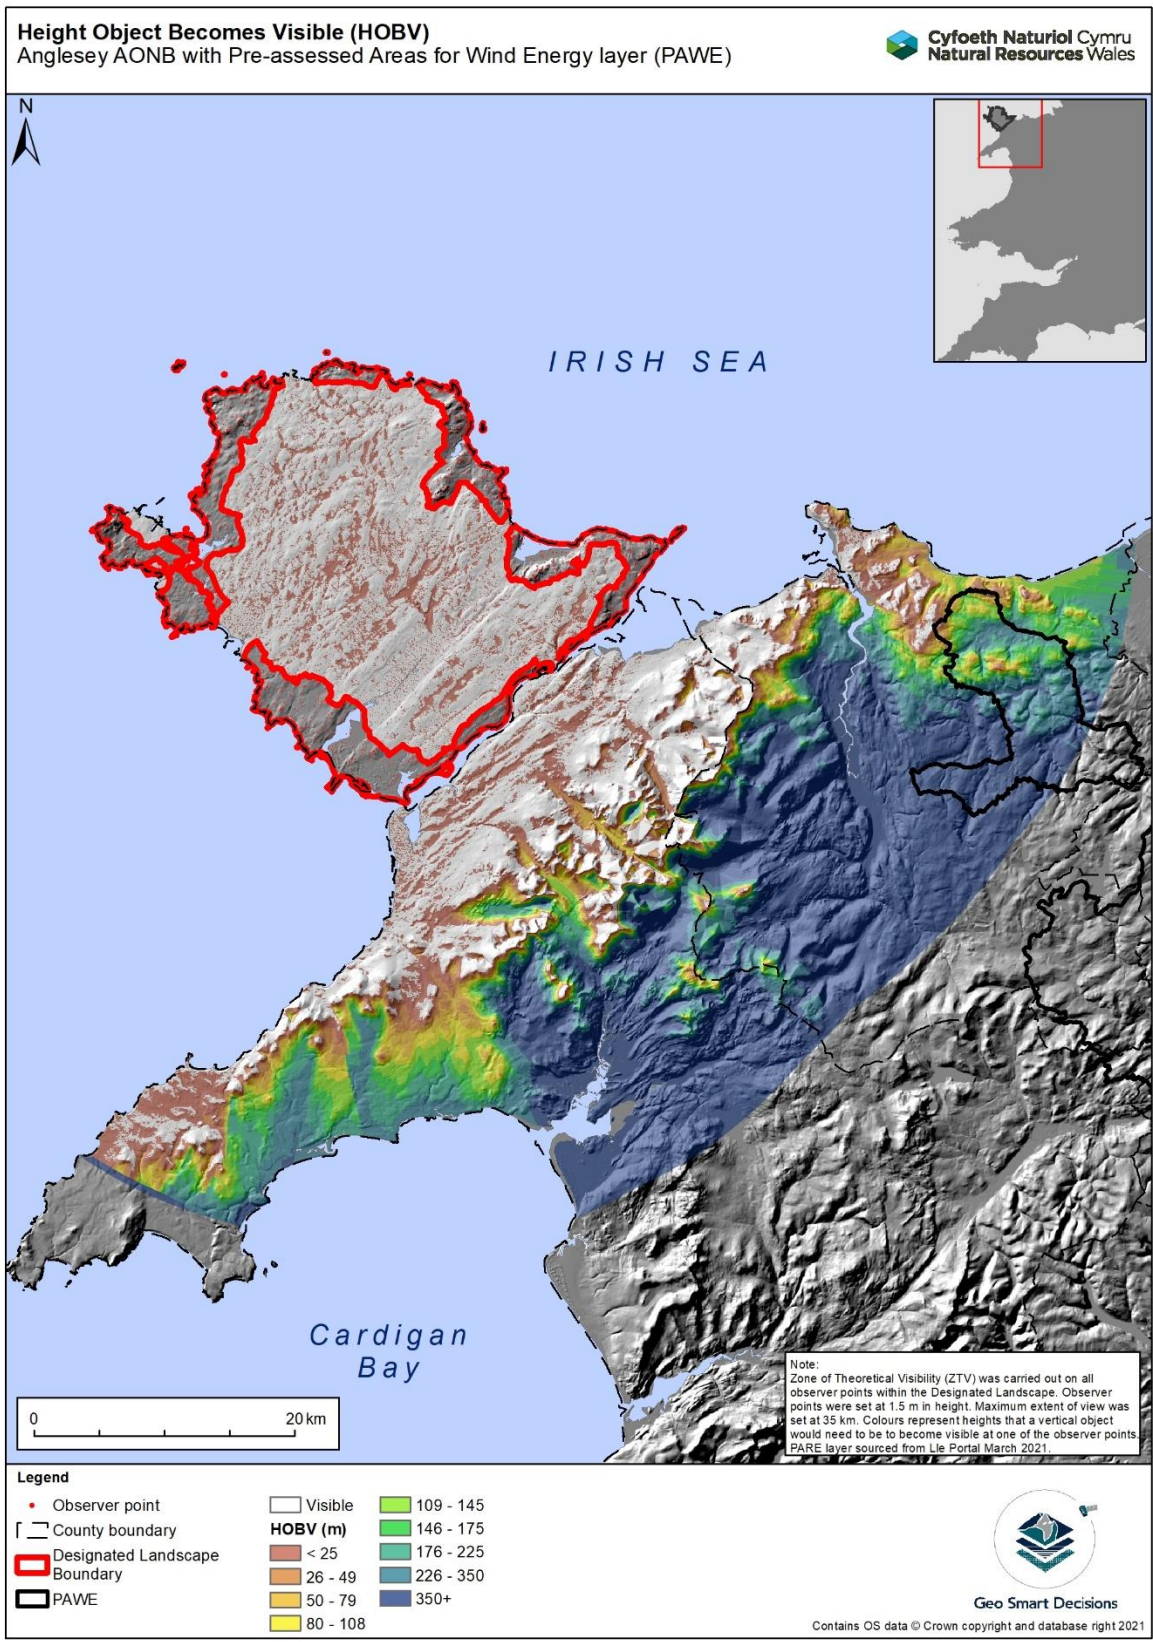 Height Object Becomes Visible (HOBV)
Anglesey AONB with Pre-assessed Areas for Wind Energy layer (PAWE)
Cyfoeth Naturiol Cymru
Natural Resources Wales
N
IRISH SEA
Cardigan
Bay
0 20 km
Note:
Zone of Theoretical Visibility (ZTV) was carried out on all
observer points within the Designated Landscape. Observer
points were set at 1.5 m in height. Maximum extent of view was
set at 35 km. Colours represent heights that a vertical object
would need to be to become visible at one of the observer points.
PARE layer sourced from Lle Portal March 2021.
Legend
Observer point
County boundary
Designated Landscape
Boundary
PAWE
Visible
HOBV (m)
< 25
26 - 49
50 - 79
80 - 108
109 - 145
146 - 175
176 - 225
226 - 350
350+
Geo Smart Decisions
Contains OS data © Crown copyright and database right 2021